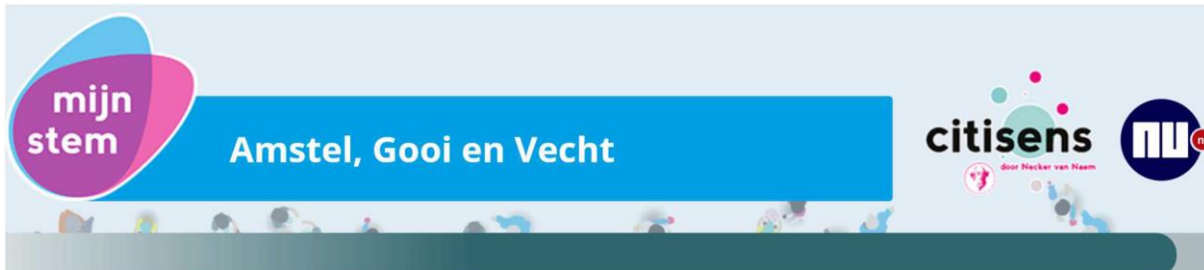 mijn
stem
Amstel, Gooi en Vecht
citisens
door Necker van Naem
nu